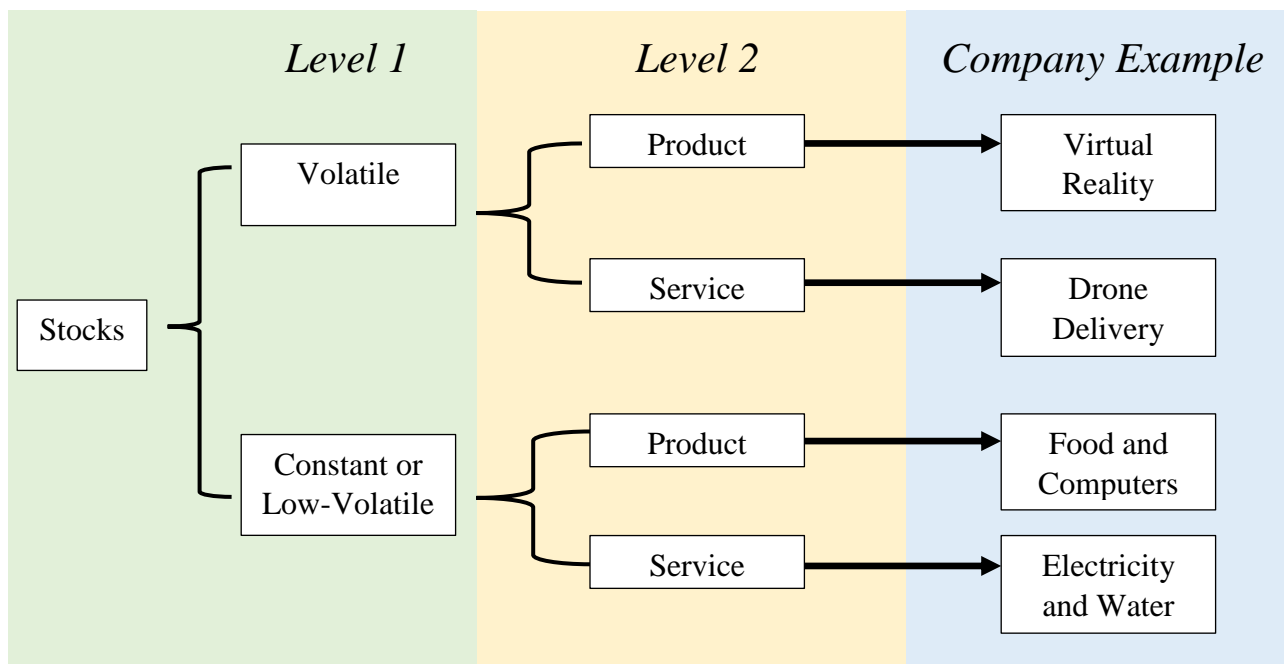 Level 1
Level 2
Company Example
Stocks
Volatile
Product
Virtual
Reality
Service
Drone
Delivery
Constant or
Low-Volatile
Product
Food and
Computers
Service
Electricity
and Water